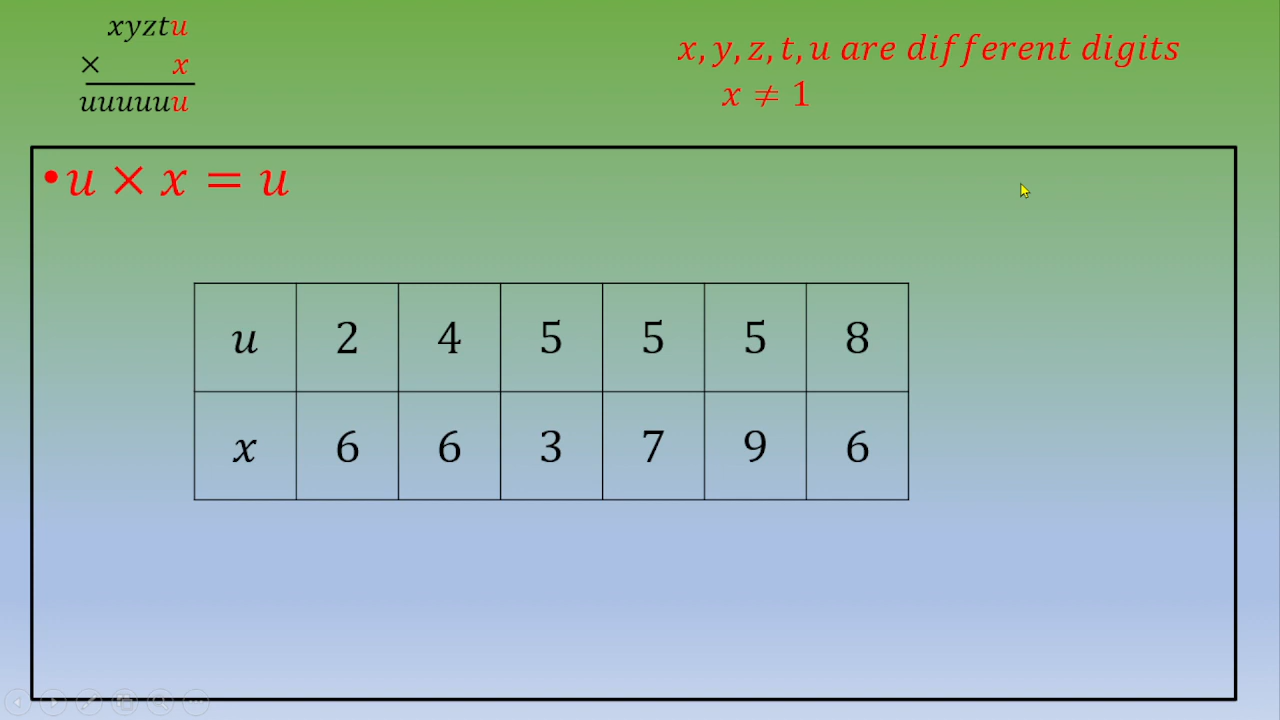 xyztu
× x
uuuuuu
x, y, z, t, u are different digits
x ≠ 1
•u × x = u
u 2 4 5 5 5 8
x 6 6 3 7 9 6